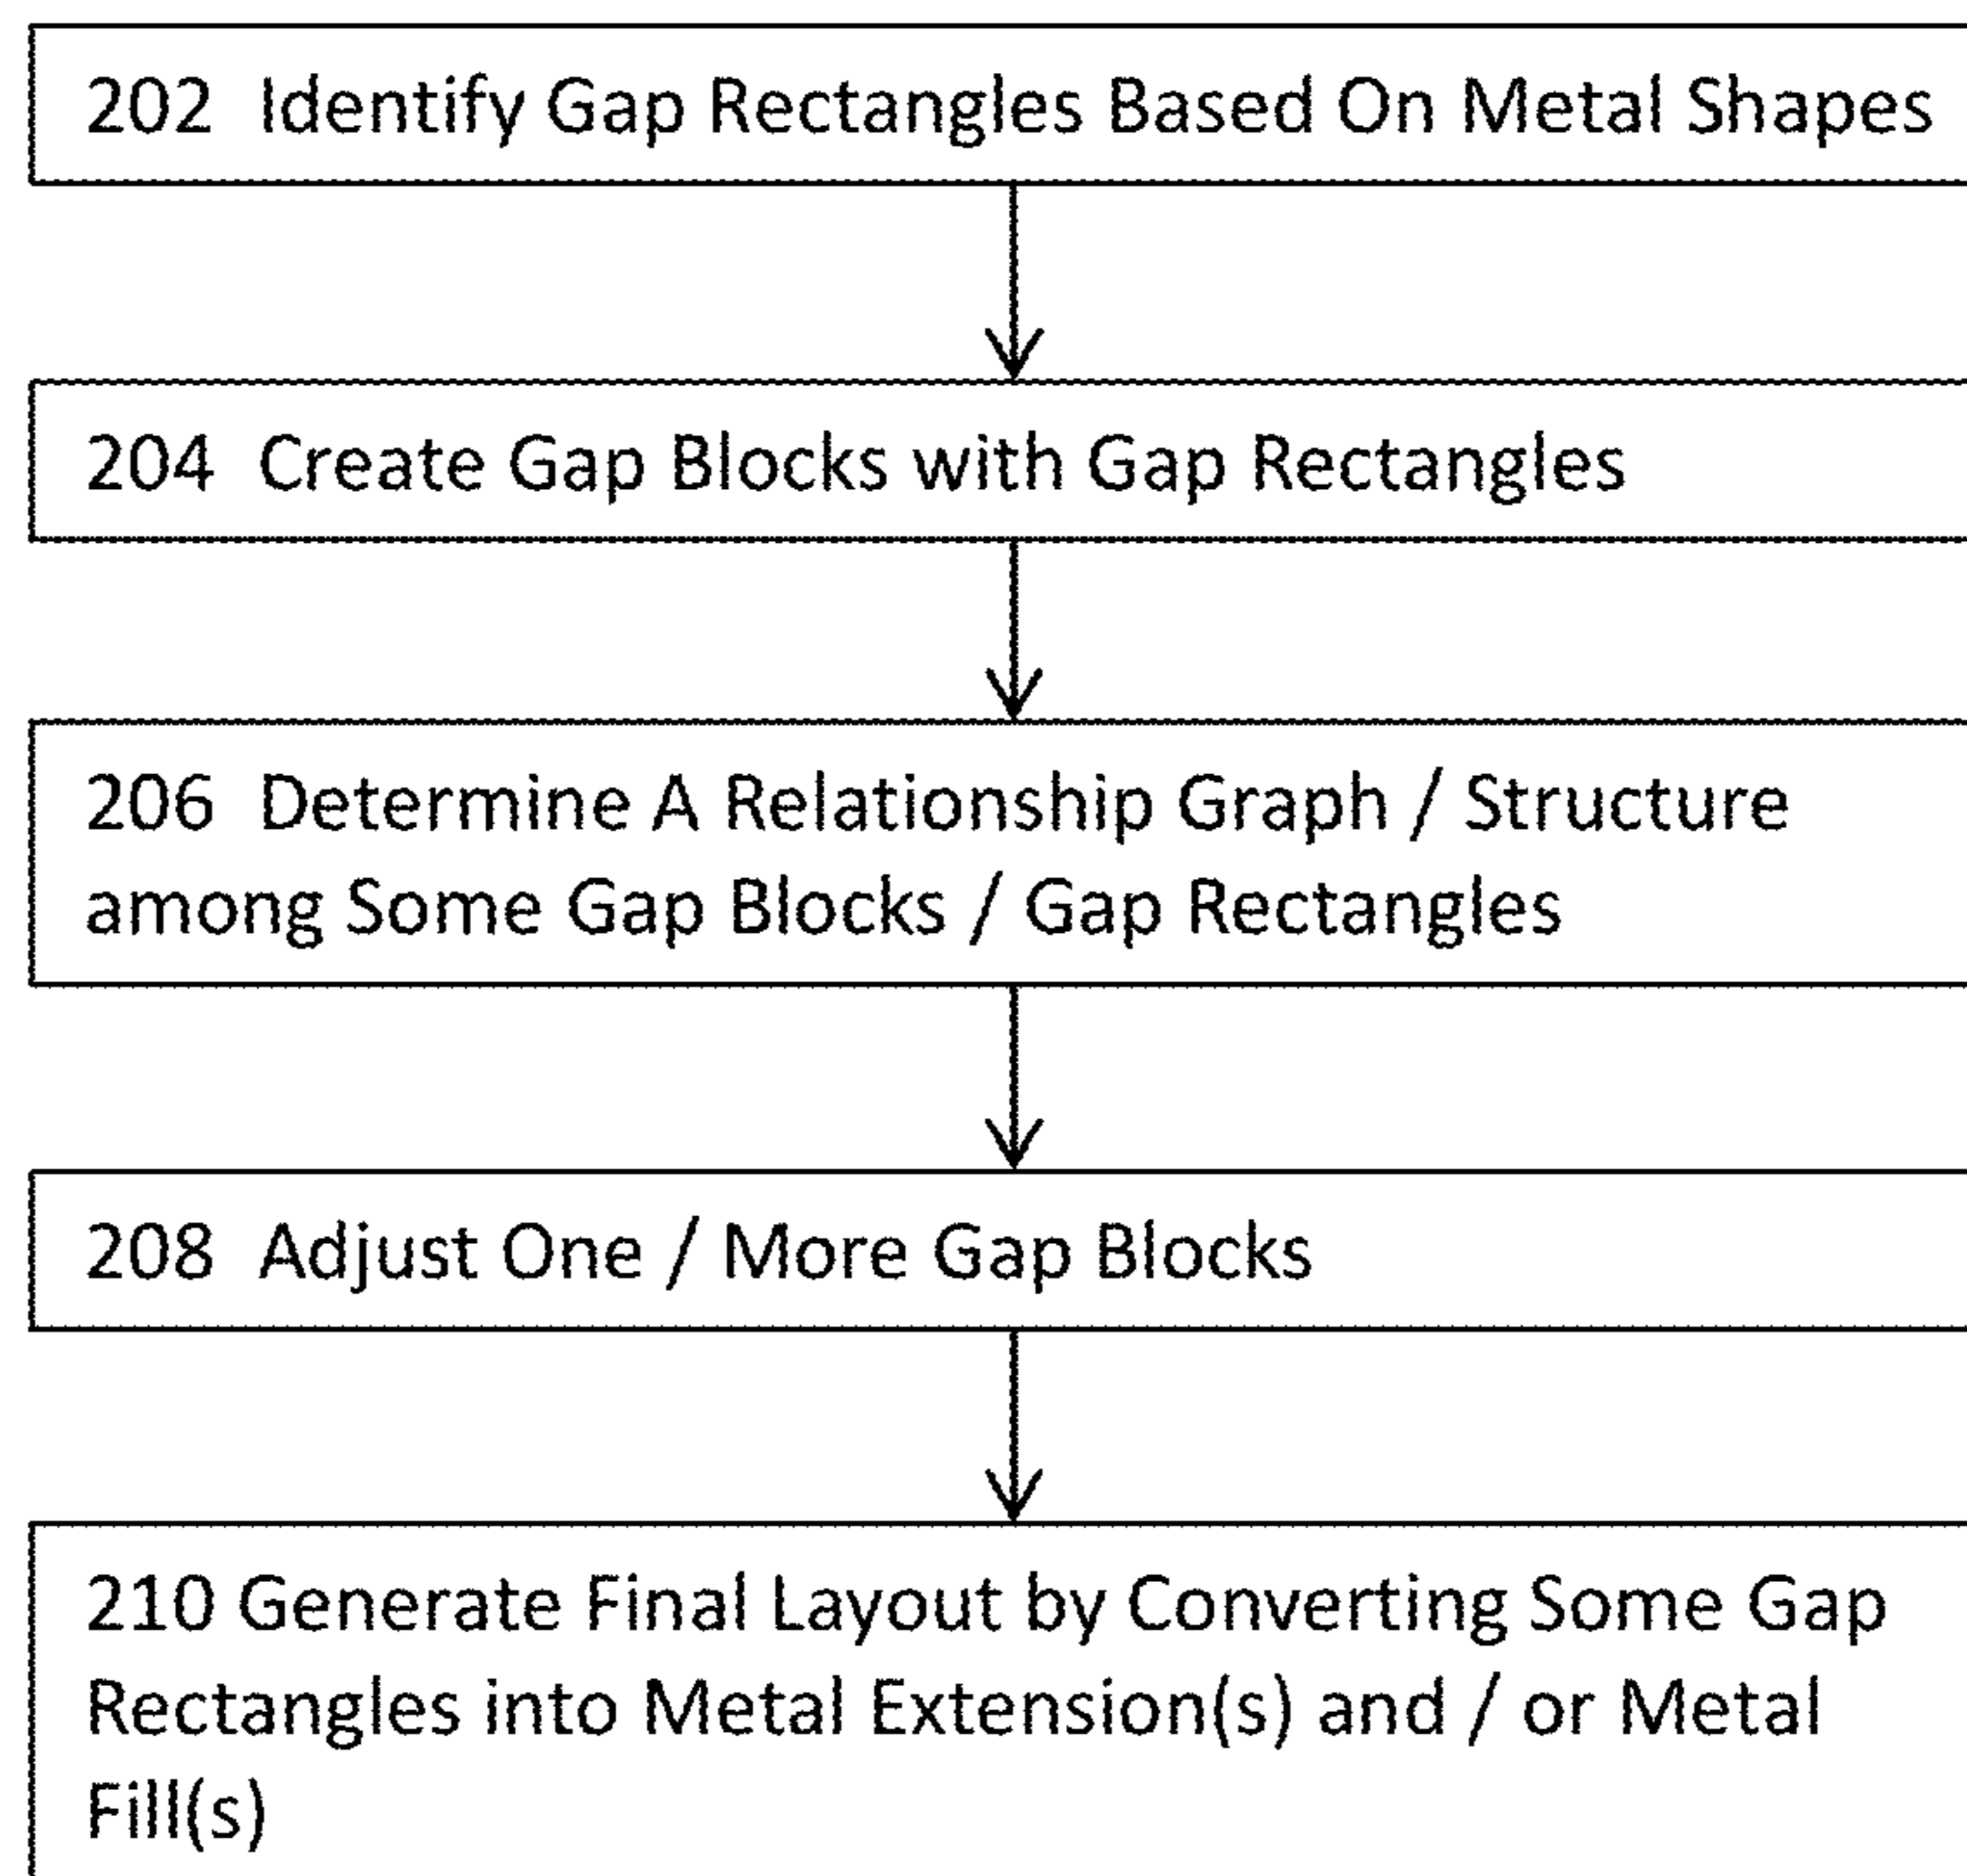 202 Identify Gap Rectangles Based On Metal Shapes
204 Create Gap Blocks with Gap Rectangles
206 Determine A Relationship Graph / Structure
among Some Gap Blocks / Gap Rectangles
208 Adjust One / More Gap Blocks
210 Generate Final Layout by Converting Some Gap
Rectangles into Metal Extension(s) and / or Metal
Fill(s)